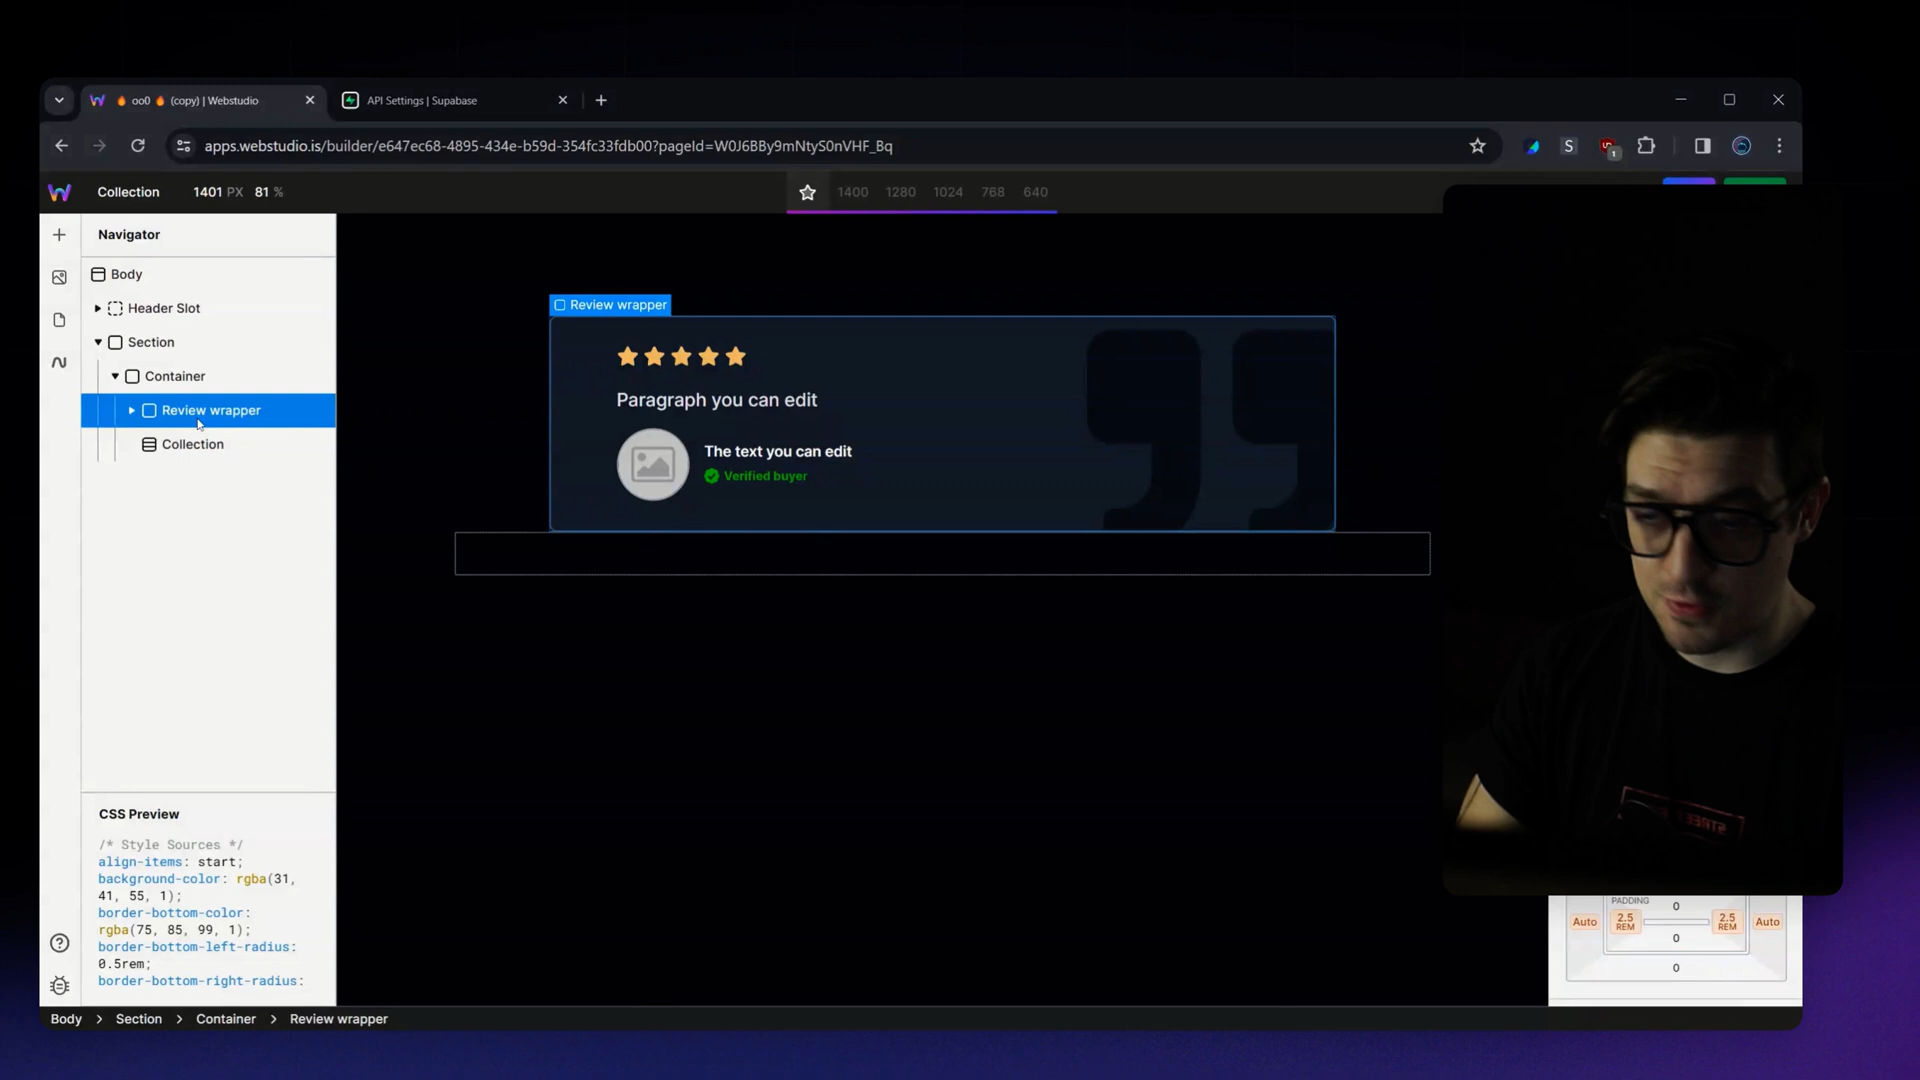 🔥 oo0 🔥 (copy) | Webstudio
API Settings | Supabase
apps.webstudio.is/builder/e647ec68-4895-434e-b59d-354fc33fdb00?pageId=W0J6BBy9mNtyS0nVHF_Bq
S
1
Collection
1401 PX 81 %
1400 1280 1024 768 640
Navigator
Body
Header Slot
Section
Container
Review wrapper
Collection
Review wrapper
Paragraph you can edit
The text you can edit
Verified buyer
CSS Preview
/* Style Sources */
align-items: start;
background-color: rgba(31,
41, 55, 1);
border-bottom-color:
rgba(75, 85, 99, 1);
border-bottom-left-radius:
0.5rem;
border-bottom-right-radius:
PADDING
0
Auto 2.5 REM 2.5 REM Auto
0
0
Body > Section > Container > Review wrapper